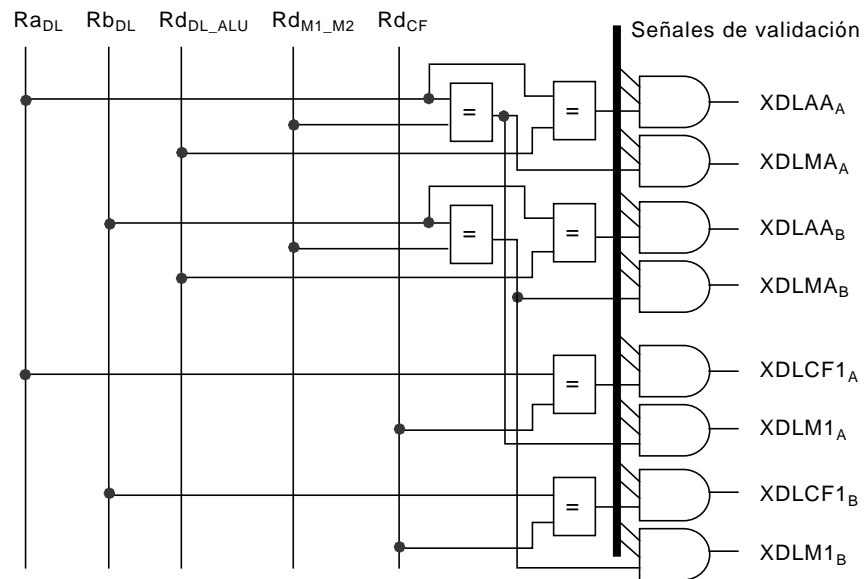 Ra_DL Rb_DL Rd_DL_ALU Rd_M1_M2 Rd_CF
Señales de validación
= = XDLAA_A
XDLMA_A
= = XDLAA_B
XDLMA_B
= XDLCF1_A
XDLM1_A
= XDLCF1_B
XDLM1_B